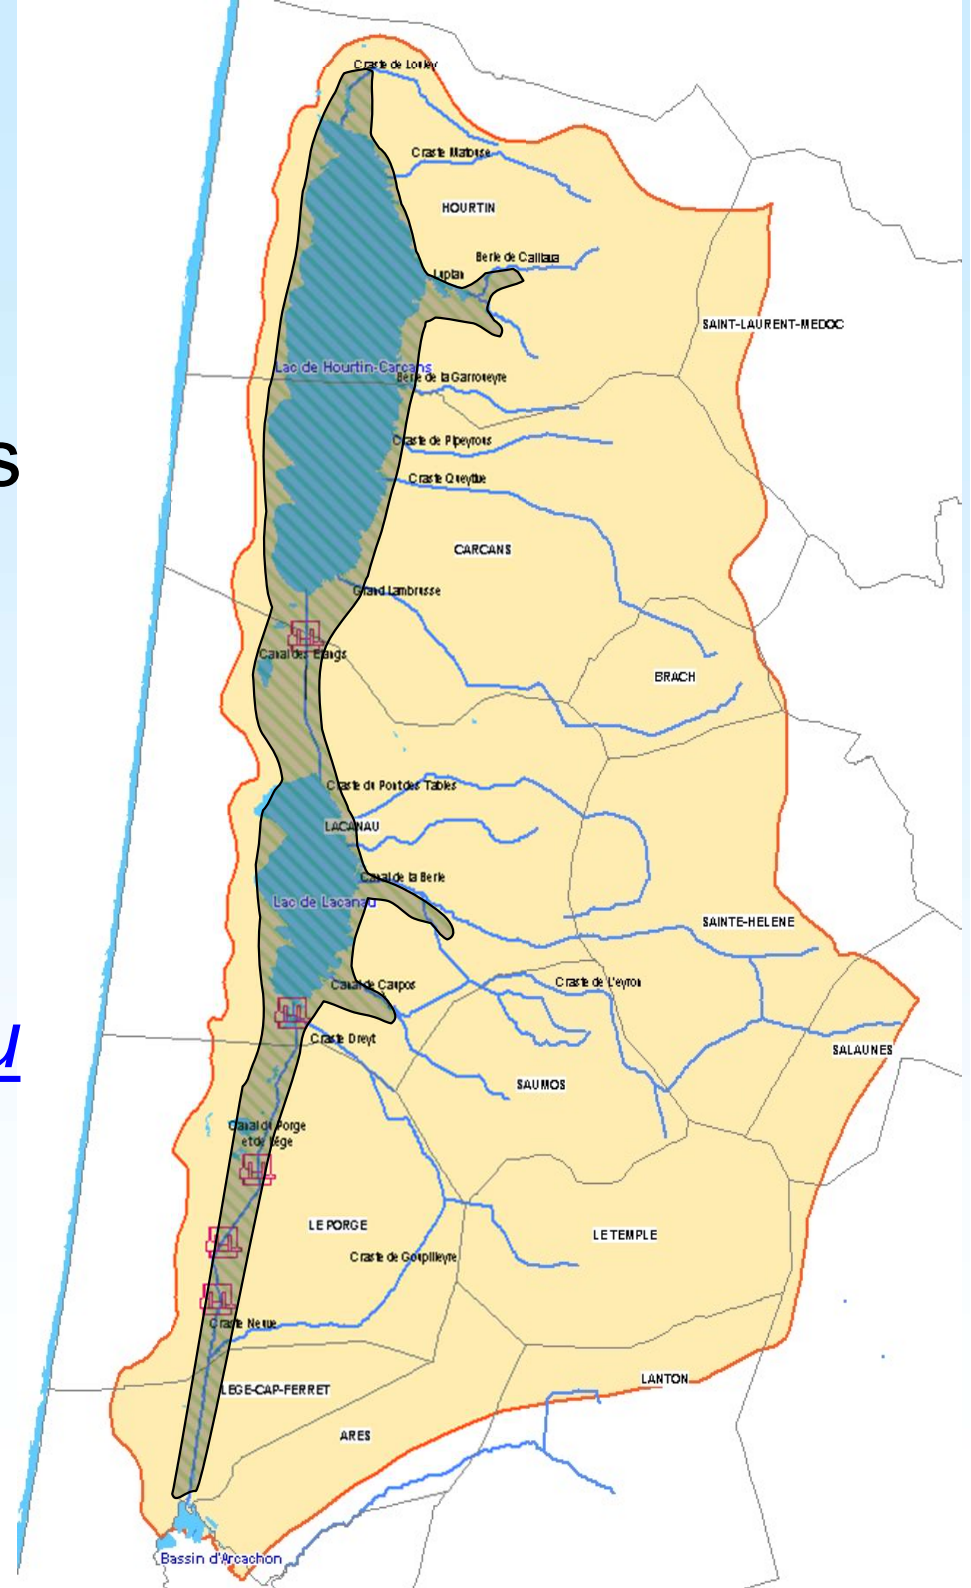 Craste de Louley
Craste Matouse
HOURTIN
Berle de Caillaua
Lupian
SAINT-LAURENT-MEDOC
Lac de Hourtin-Carcans
Berle de la Garroueyre
s
Craste de Pipeyrous
Craste Queytive
CARCANS
Grand Lambrusse
Canal des Etangs
BRACH
Craste du Pont des Tables
LACANAU
Canal de la Berle
Lac de Lacanau
SAINTE-HELENE
Craste de L'eyron
Canal de Caupos
u
Craste Dreyt
SALAUNES
SAUMOS
Canal du Porge
et de Lège
LE PORGE
LE TEMPLE
Craste de Goupilleyre
Craste Neuve
LANTON
LEGE-CAP-FERRET
ARES
Bassin d'Arcachon